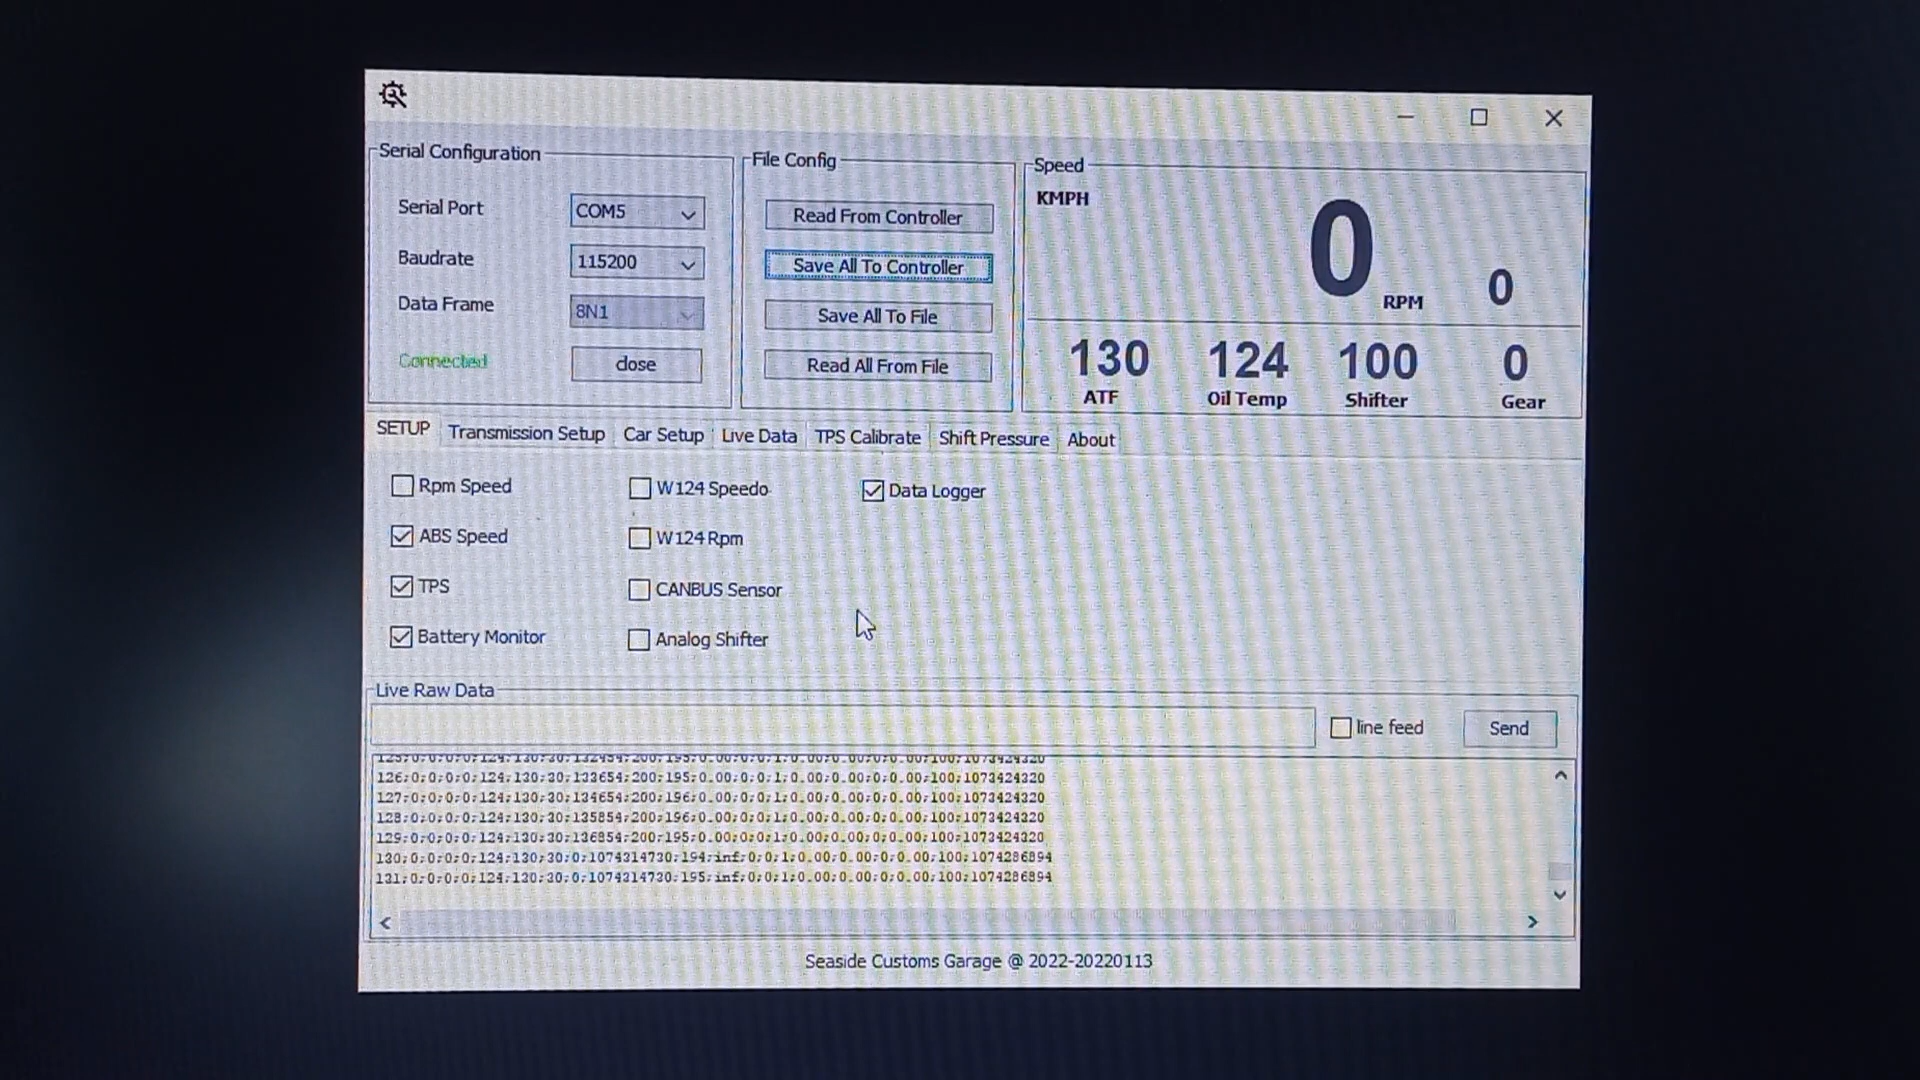 Serial Configuration
Serial Port COM5
Baudrate 115200
Data Frame 8N1
Connected close
File Config
Read From Controller
Save All To Controller
Save All To File
Read All From File
Speed
KMPH
0
RPM 0
130 124 100 0
ATF Oil Temp Shifter Gear
SETUP Transmission Setup Car Setup Live Data TPS Calibrate Shift Pressure About
Rpm Speed W124 Speedo Data Logger
ABS Speed W124 Rpm
TPS CANBUS Sensor
Battery Monitor Analog Shifter
Live Raw Data
line feed Send
126;0;0;0;0;124;130;30;133654;200;195;0.00;0;0;1;0.00;0.00;0;0.00;100;1073424320
127;0;0;0;0;124;130;30;134654;200;196;0.00;0;0;1;0.00;0.00;0;0.00;100;1073424320
128;0;0;0;0;124;130;30;135854;200;196;0.00;0;0;1;0.00;0.00;0;0.00;100;1073424320
129;0;0;0;0;124;130;30;136854;200;195;0.00;0;0;1;0.00;0.00;0;0.00;100;1073424320
130;0;0;0;0;124;130;30;0;1074314730;194;inf;0;0;1;0.00;0.00;0;0.00;100;1074286894
131;0;0;0;0;124;130;30;0;1074314730;195;inf;0;0;1;0.00;0.00;0;0.00;100;1074286894
Seaside Customs Garage @ 2022-20220113